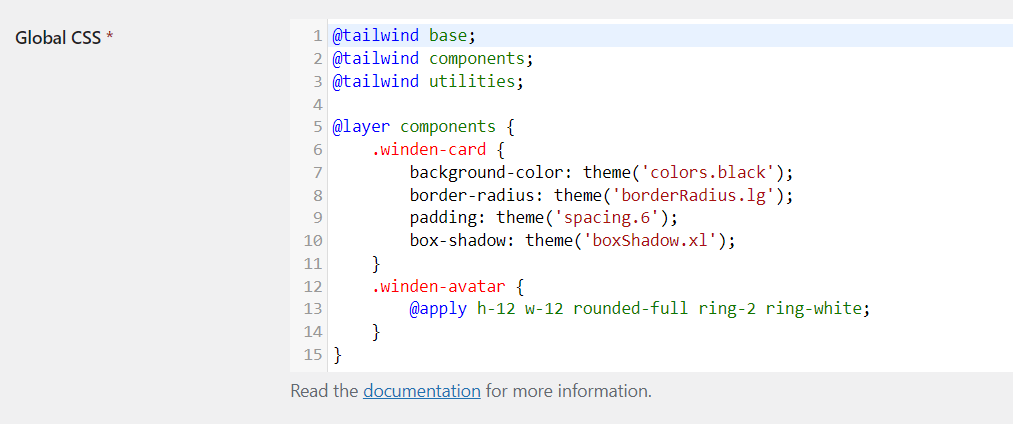 Global CSS *
1 @tailwind base;
2 @tailwind components;
3 @tailwind utilities;
4
5 @layer components {
6 .winden-card {
7 background-color: theme('colors.black');
8 border-radius: theme('borderRadius.lg');
9 padding: theme('spacing.6');
10 box-shadow: theme('boxShadow.xl');
11 }
12 .winden-avatar {
13 @apply h-12 w-12 rounded-full ring-2 ring-white;
14 }
15 }
Read the documentation for more information.